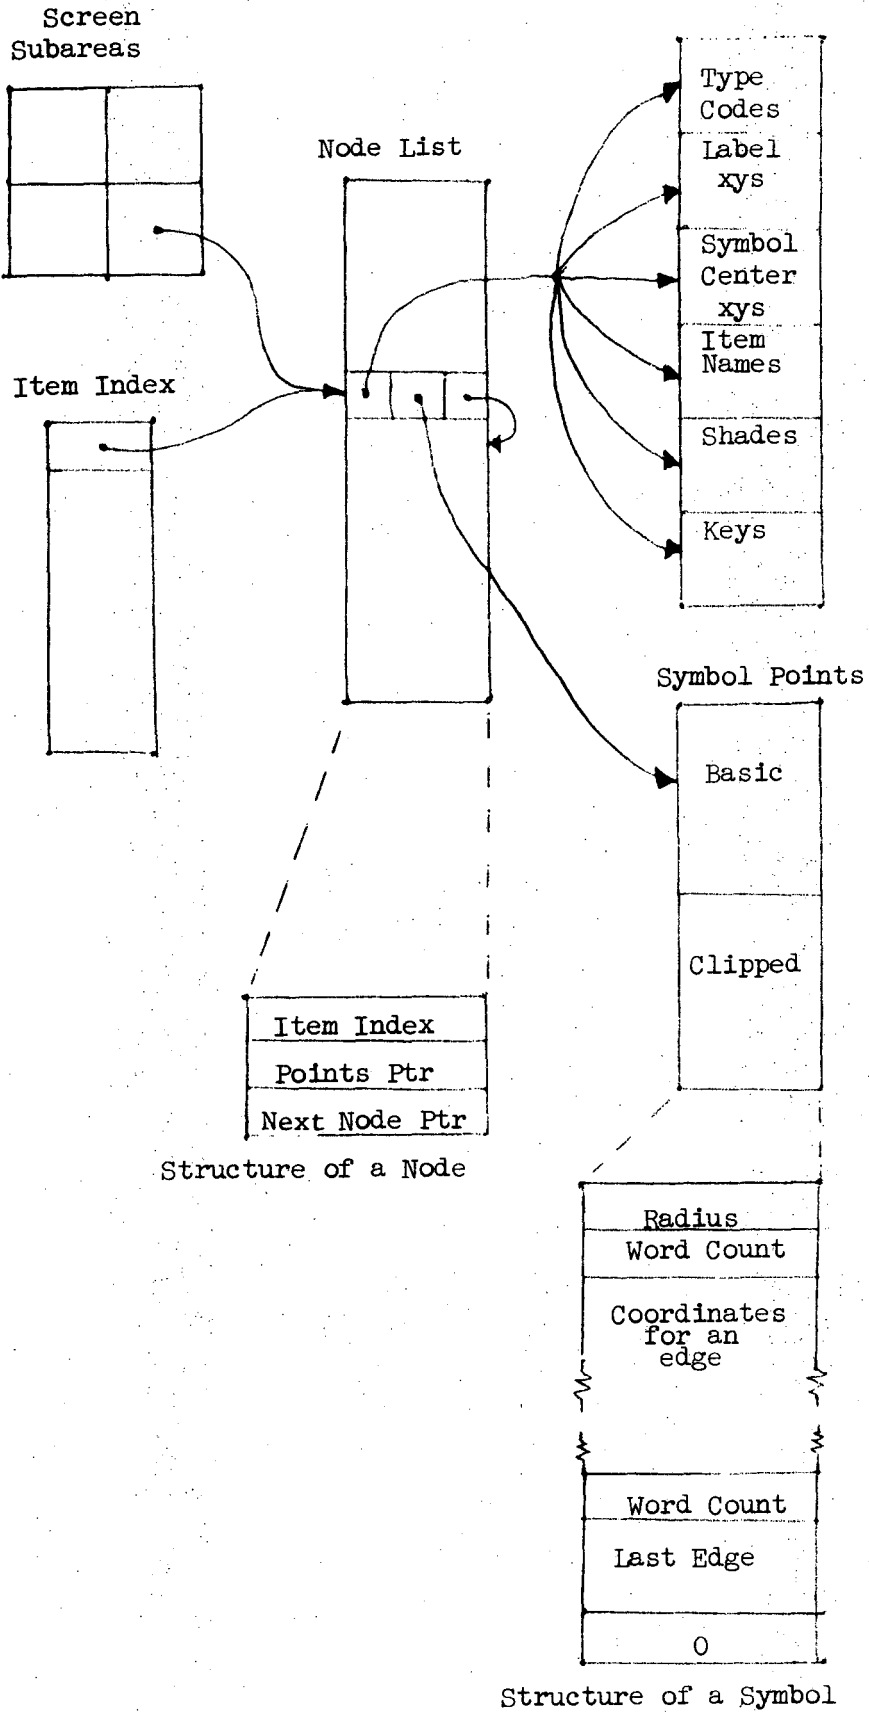 Screen
Subareas
Node List
Item Index
Type
Codes
Label
xys
Symbol
Center
xys
Item
Names
Shades
Keys
Symbol Points
Basic
Clipped
Item Index
Points Ptr
Next Node Ptr
Structure of a Node
Radius
Word Count
Coordinates
for an
edge
Word Count
Last Edge
0
Structure of a Symbol